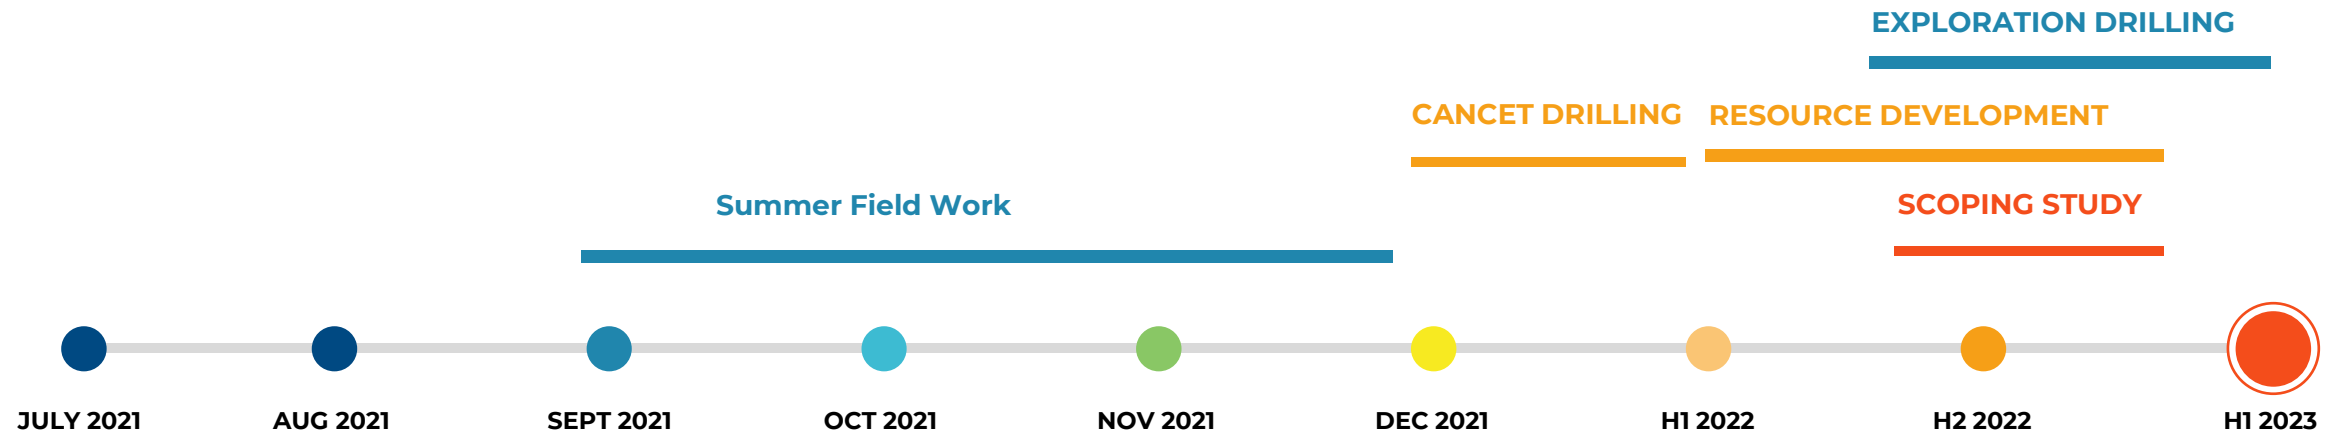 EXPLORATION DRILLING
CANCET DRILLING
RESOURCE DEVELOPMENT
Summer Field Work
SCOPING STUDY
JULY 2021
AUG 2021
SEPT 2021
OCT 2021
NOV 2021
DEC 2021
H1 2022
H2 2022
H1 2023